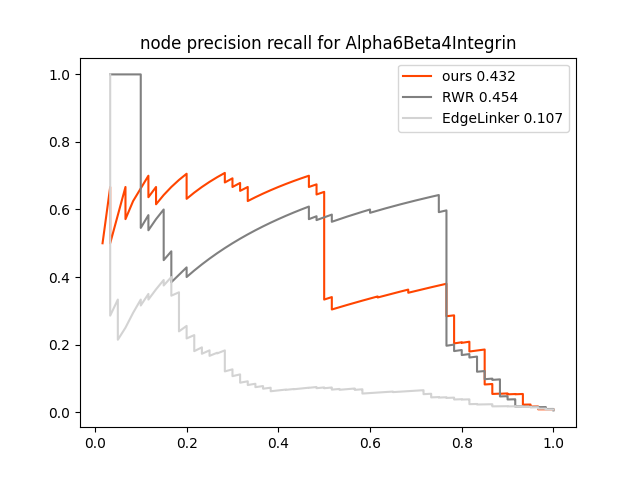 node precision recall for Alpha6Beta4Integrin
ours 0.432
RWR 0.454
EdgeLinker 0.107
1.0
0.8
0.6
0.4
0.2
0.0
0.0 0.2 0.4 0.6 0.8 1.0